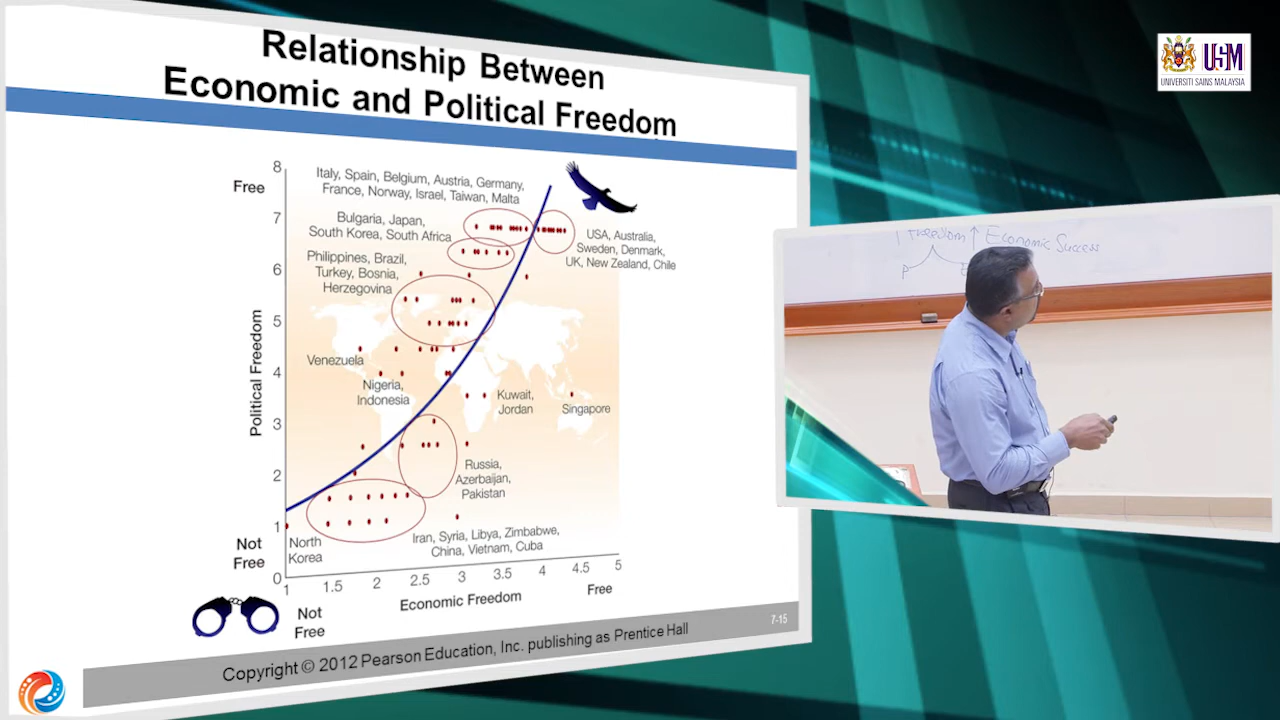 Relationship Between
Economic and Political Freedom
8
Free
7
6
5
4
3
2
1
0
Not
Free
Political Freedom
Italy, Spain, Belgium, Austria, Germany,
France, Norway, Israel, Taiwan, Malta
Bulgaria, Japan,
South Korea, South Africa
USA, Australia,
Sweden, Denmark,
UK, New Zealand, Chile
Philippines, Brazil,
Turkey, Bosnia,
Herzegovina
Venezuela
Nigeria,
Indonesia
Kuwait,
Jordan
Singapore
Russia,
Azerbaijan,
Pakistan
Iran, Syria, Libya, Zimbabwe,
China, Vietnam, Cuba
North
Korea
1 1.5 2 2.5 3 3.5 4 4.5 5
Not
Free
Economic Freedom
Free
7-15
Copyright © 2012 Pearson Education, Inc. publishing as Prentice Hall
USM
UNIVERSITI SAINS MALAYSIA
Freedom ↑ Economic Success
P